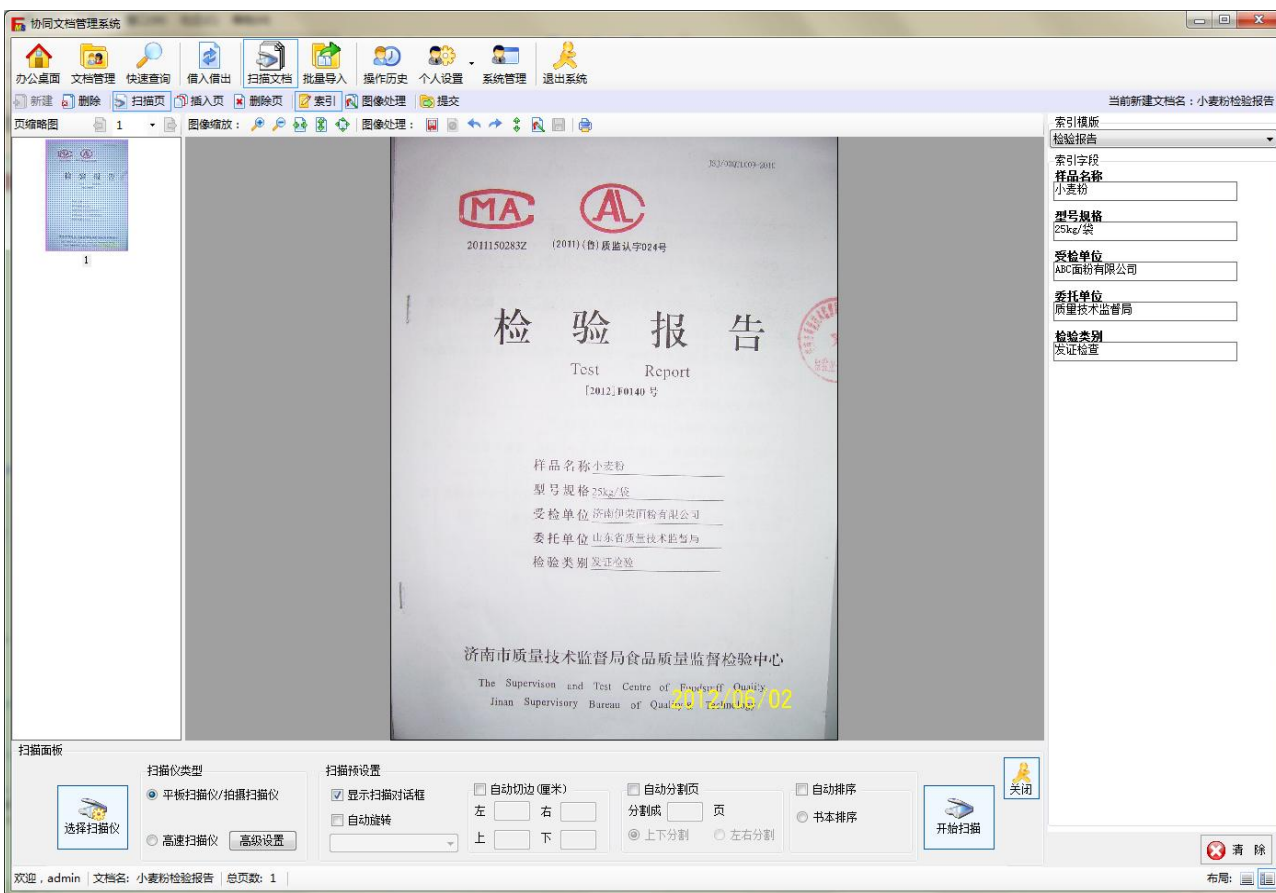 协同文档管理系统
办公桌面 文档管理 快速查询 借入借出 扫描文档 批量导入 操作历史 个人设置 系统管理 退出系统
新建 删除 扫描页 插入页 删除页 索引 图像处理 提交 当前新建文档名：小麦粉检验报告
页缩略图 1 图像缩放： 图像处理：
索引模版
检验报告
索引字段
样品名称
小麦粉
型号规格
25kg/袋
受检单位
ABC面粉有限公司
委托单位
质量技术监督局
检验类别
发证检查
1
MA AL
2011150283Z (2011)(鲁)质监认字024号
检 验 报 告
Test Report
[2012]F0140 号
样品名称 小麦粉
型号规格 25kg/袋
受检单位 济南伊荣面粉有限公司
委托单位 山东省质量技术监督局
检验类别 发证检验
济南市质量技术监督局食品质量监督检验中心
The Supervison and Test Centre of Foodstuff Quality
Jinan Supervisory Bureau of Quality & Technology
2012/06/02
扫描面板
扫描仪类型 扫描预设置
选择扫描仪 平板扫描仪/拍摄扫描仪 显示扫描对话框 自动切边(厘米) 自动分割页 自动排序 关闭
自动旋转 左 右 分割成 页 书本排序 开始扫描
高速扫描仪 高级设置 上 下 上下分割 左右分割
清 除
欢迎，admin 文档名: 小麦粉检验报告 总页数: 1 布局: